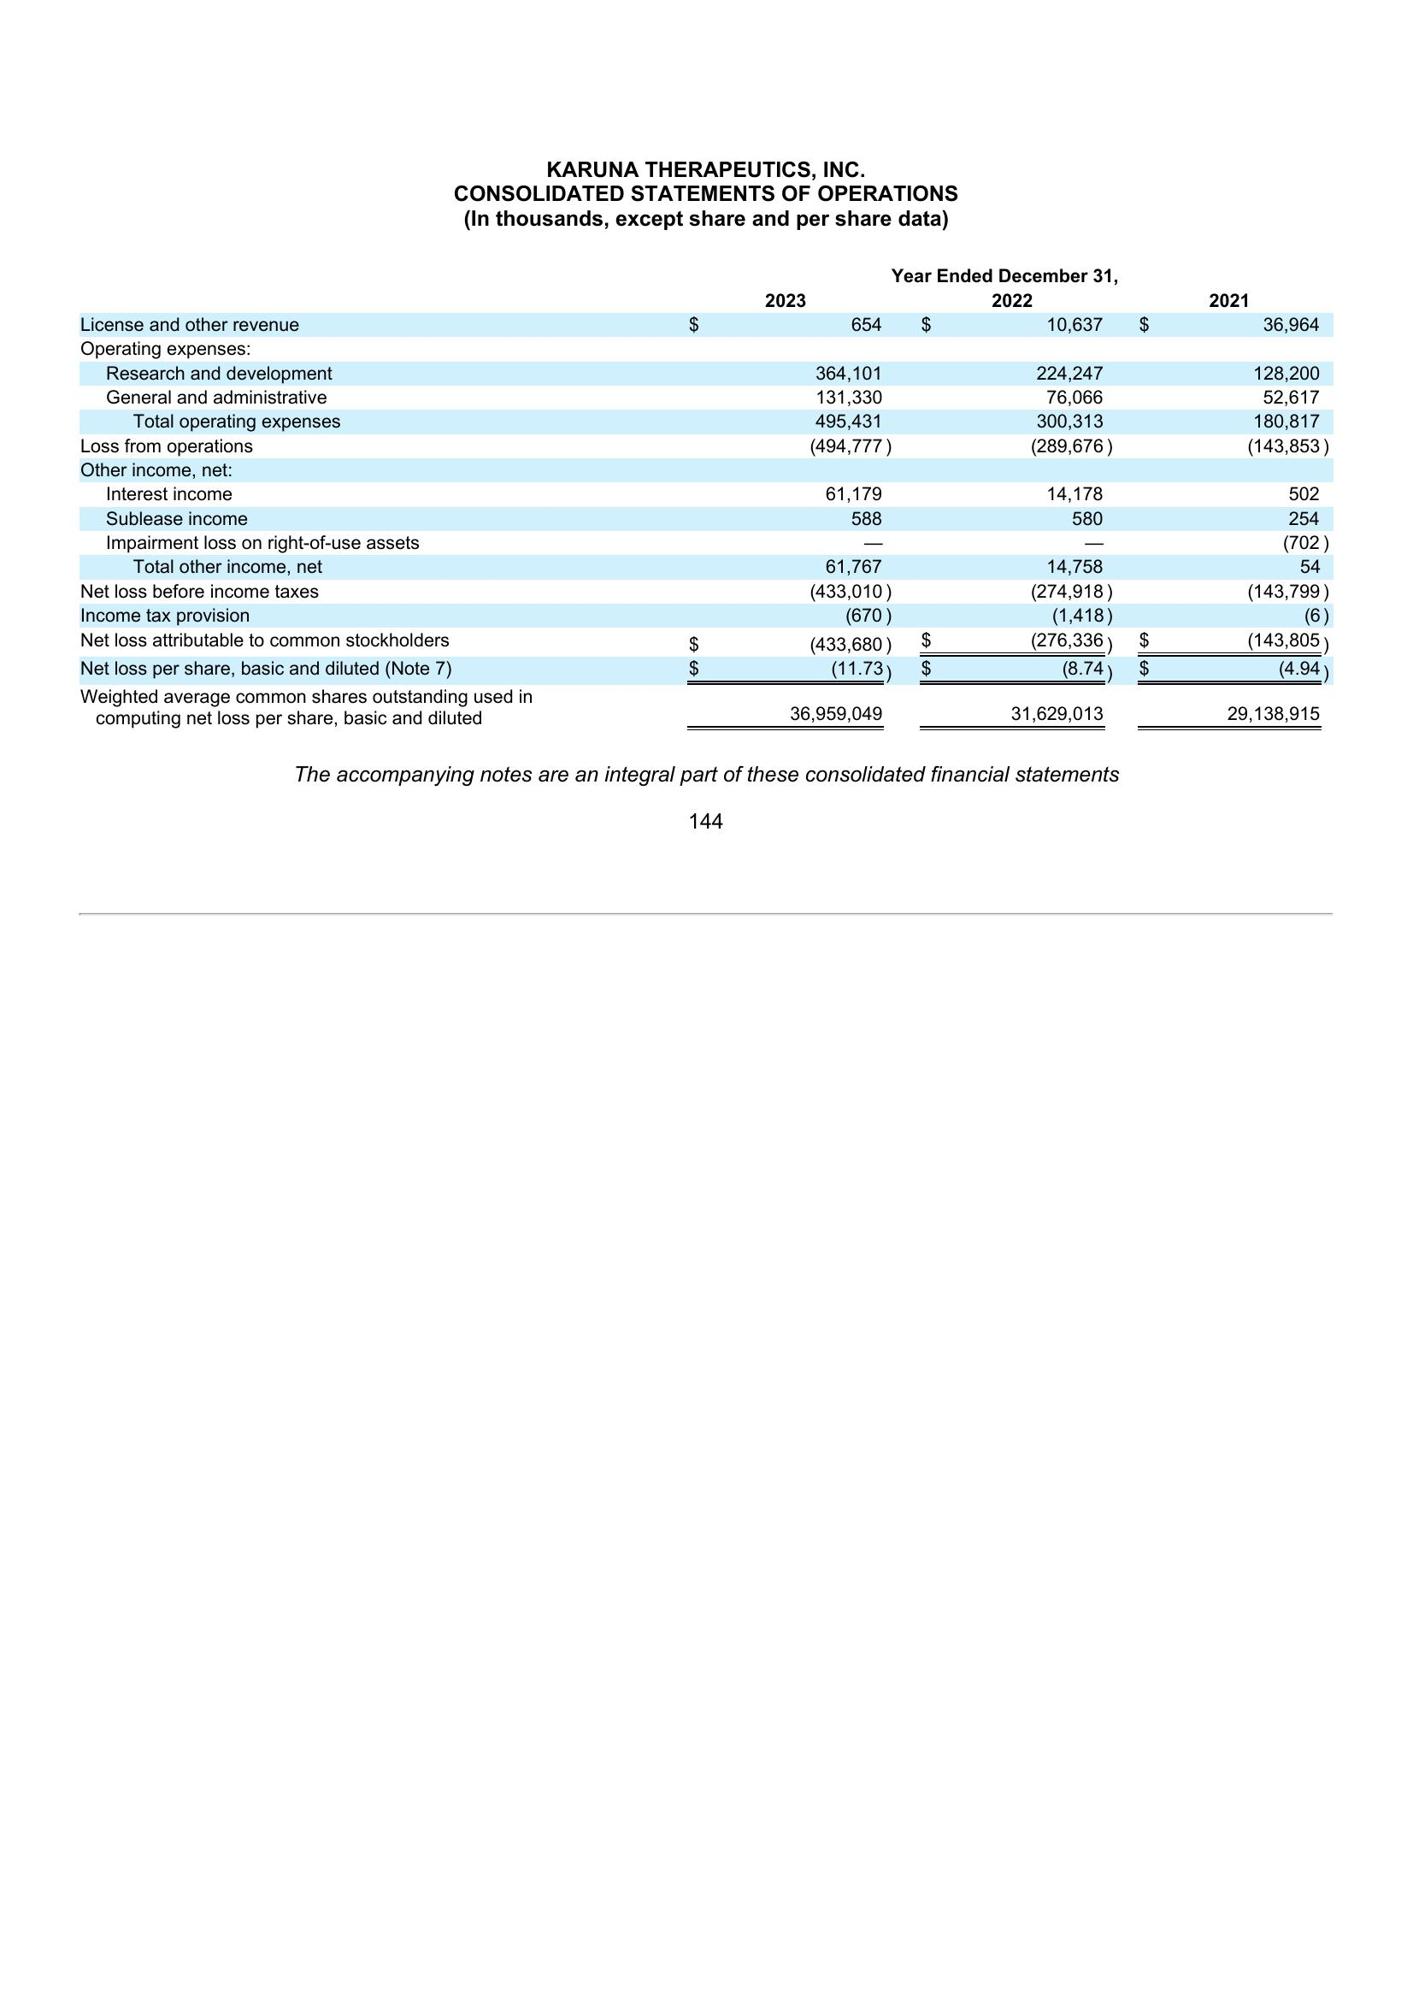 KARUNA THERAPEUTICS, INC.
CONSOLIDATED STATEMENTS OF OPERATIONS
(In thousands, except share and per share data)
Year Ended December 31,
2023 2022 2021
License and other revenue $ 654 $ 10,637 $ 36,964
Operating expenses:
Research and development 364,101 224,247 128,200
General and administrative 131,330 76,066 52,617
Total operating expenses 495,431 300,313 180,817
Loss from operations (494,777) (289,676) (143,853)
Other income, net:
Interest income 61,179 14,178 502
Sublease income 588 580 254
Impairment loss on right-of-use assets — — (702)
Total other income, net 61,767 14,758 54
Net loss before income taxes (433,010) (274,918) (143,799)
Income tax provision (670) (1,418) (6)
Net loss attributable to common stockholders $ (433,680) $ (276,336) $ (143,805)
Net loss per share, basic and diluted (Note 7) $ (11.73) $ (8.74) $ (4.94)
Weighted average common shares outstanding used in
computing net loss per share, basic and diluted 36,959,049 31,629,013 29,138,915
The accompanying notes are an integral part of these consolidated financial statements
144